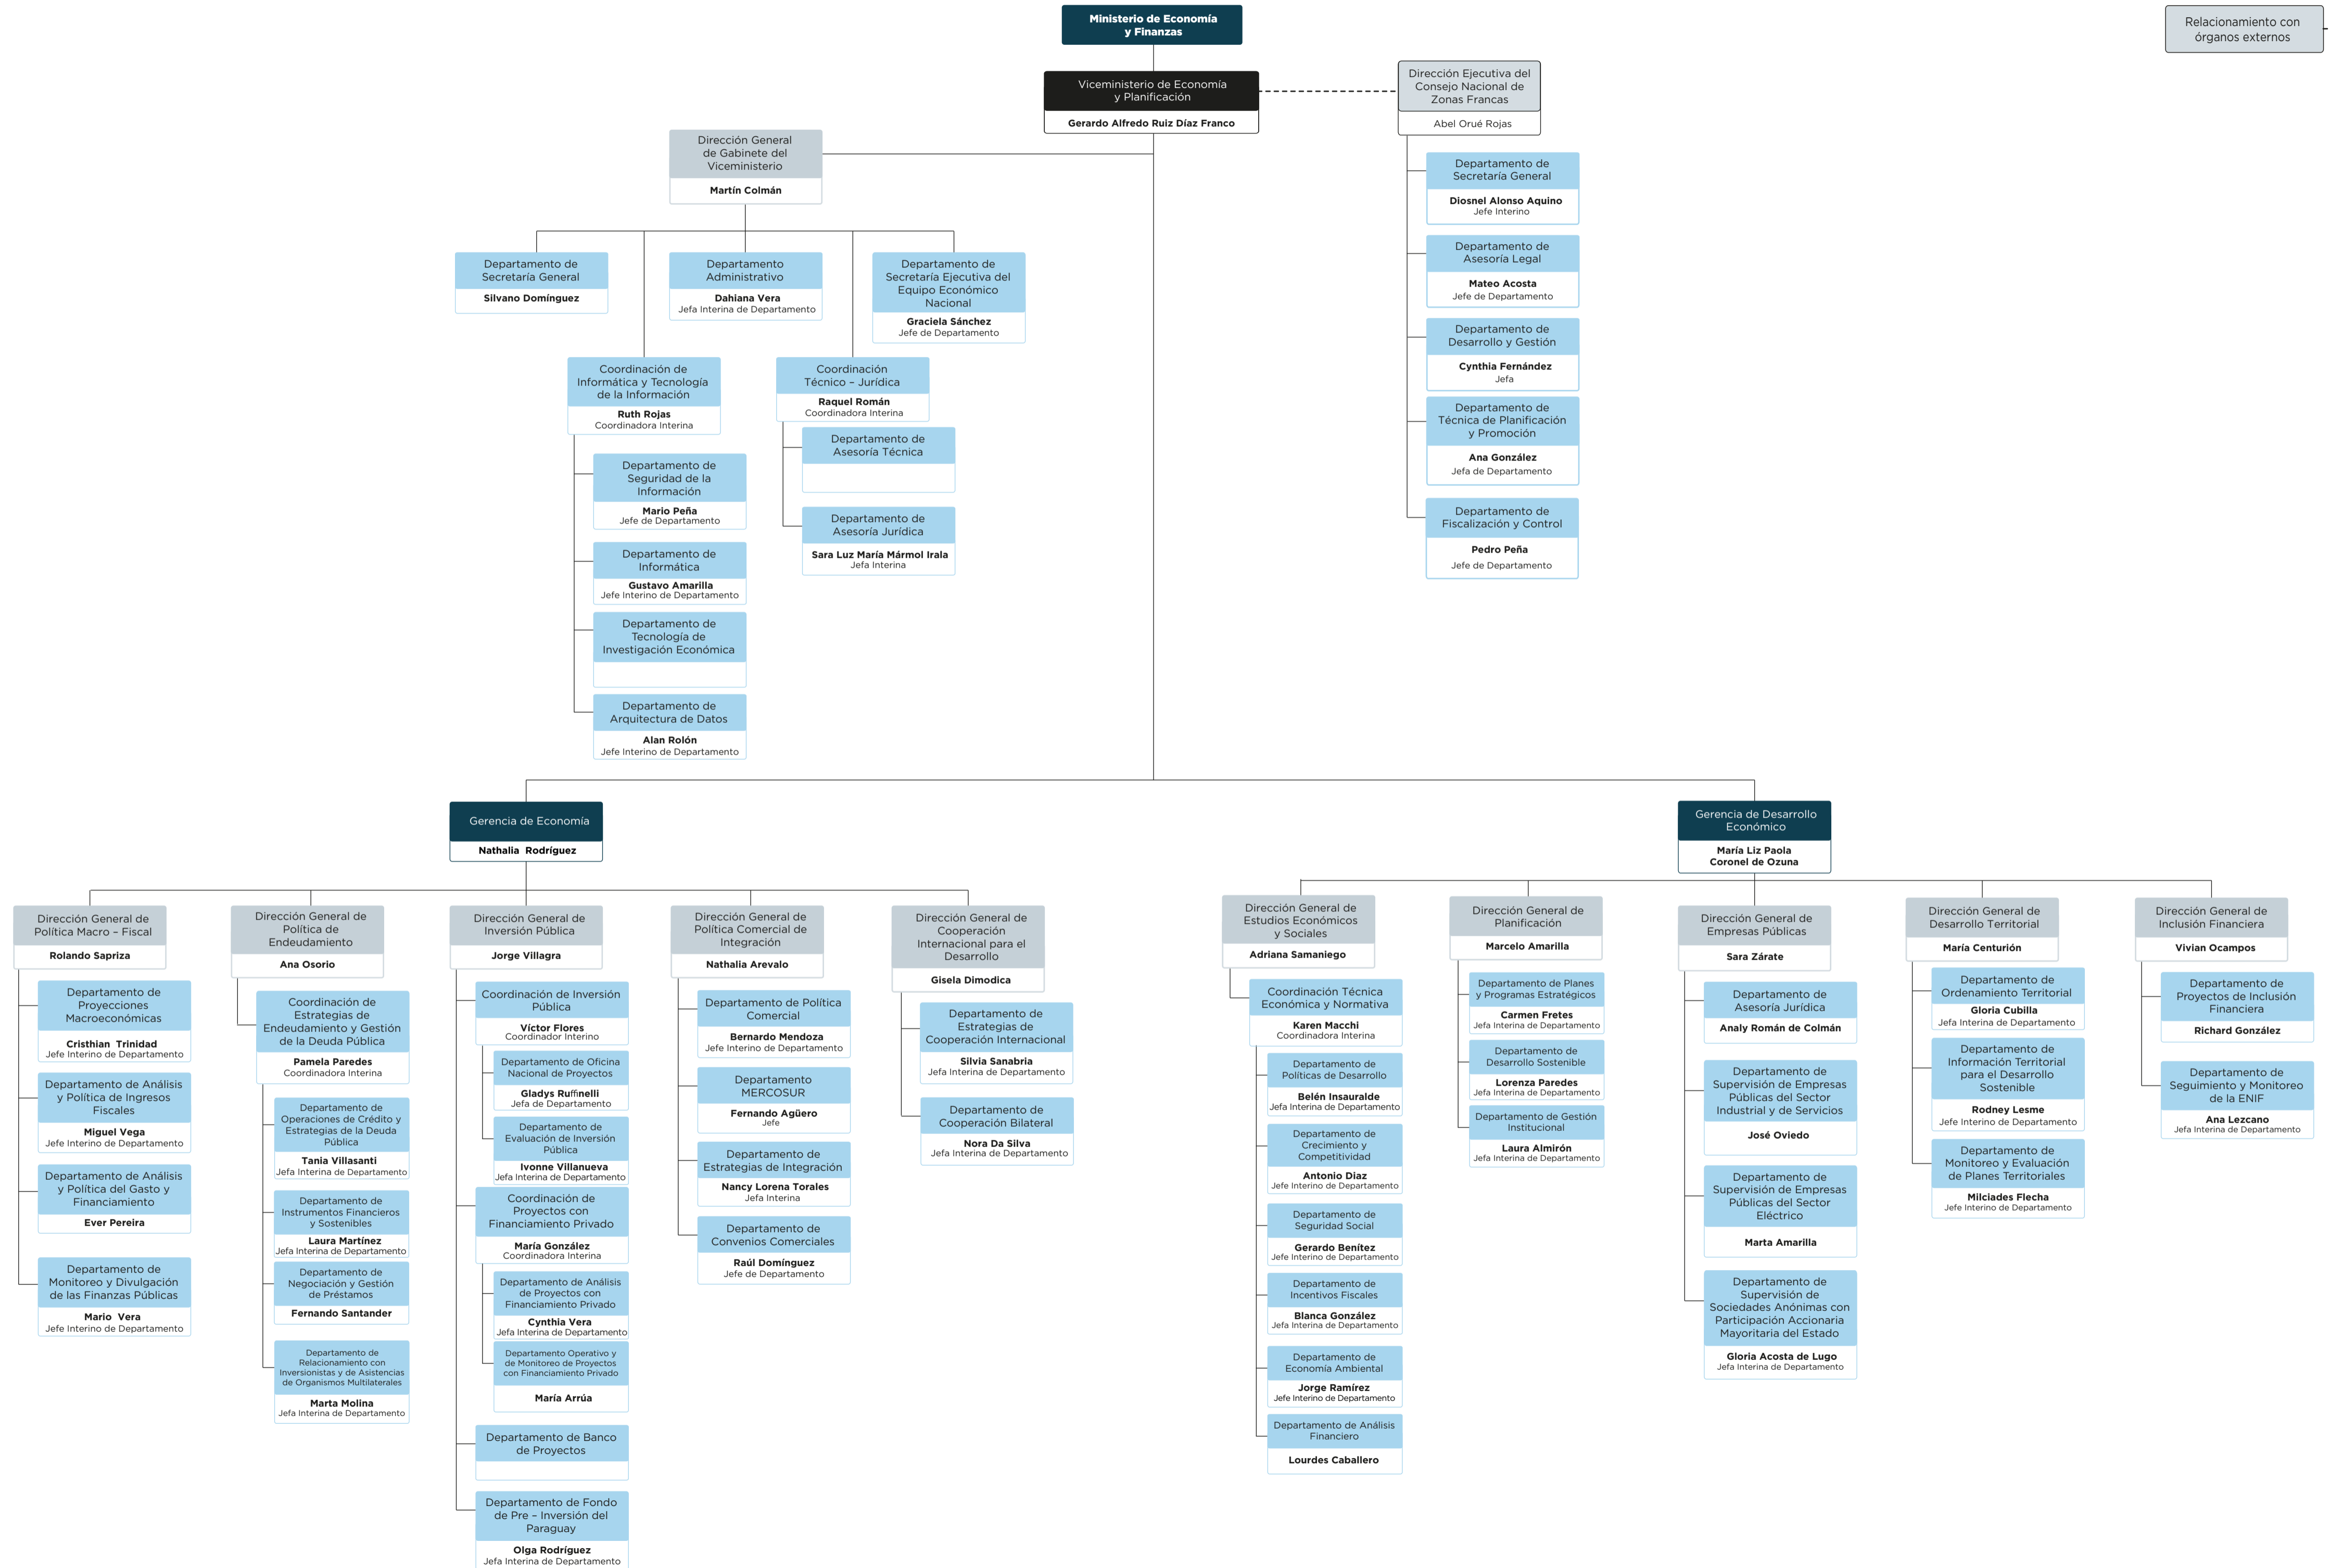 Ministerio de Economía
y Finanzas
Relacionamiento con
órganos externos
Viceministerio de Economía
y Planificación
Gerardo Alfredo Ruiz Díaz Franco
Dirección Ejecutiva del
Consejo Nacional de
Zonas Francas
Abel Orué Rojas
Departamento de
Secretaría General
Diosnel Alonso Aquino
Jefe Interino
Departamento de
Asesoría Legal
Mateo Acosta
Jefe de Departamento
Departamento de
Desarrollo y Gestión
Cynthia Fernández
Jefa
Departamento de
Técnica de Planificación
y Promoción
Ana González
Jefa de Departamento
Departamento de
Fiscalización y Control
Pedro Peña
Jefe de Departamento
Dirección General
de Gabinete del
Viceministerio
Martín Colmán
Departamento de
Secretaría General
Silvano Domínguez
Departamento
Administrativo
Dahiana Vera
Jefa Interina de Departamento
Departamento de
Secretaría Ejecutiva del
Equipo Económico
Nacional
Graciela Sánchez
Jefe de Departamento
Coordinación de
Informática y Tecnología
de la Información
Ruth Rojas
Coordinadora Interina
Departamento de
Seguridad de la
Información
Mario Peña
Jefe de Departamento
Departamento de
Informática
Gustavo Amarilla
Jefe Interino de Departamento
Departamento de
Tecnología de
Investigación Económica
Departamento de
Arquitectura de Datos
Alan Rolón
Jefe Interino de Departamento
Coordinación
Técnico – Jurídica
Raquel Román
Coordinadora Interina
Departamento de
Asesoría Técnica
Departamento de
Asesoría Jurídica
Sara Luz María Mármol Irala
Jefa Interina
Gerencia de Economía
Nathalia Rodríguez
Dirección General de
Política Macro – Fiscal
Rolando Sapriza
Departamento de
Proyecciones
Macroeconómicas
Cristhian Trinidad
Jefe Interino de Departamento
Departamento de Análisis
y Política de Ingresos
Fiscales
Miguel Vega
Jefe Interino de Departamento
Departamento de Análisis
y Política del Gasto y
Financiamiento
Ever Pereira
Departamento de
Monitoreo y Divulgación
de las Finanzas Públicas
Mario Vera
Jefe Interino de Departamento
Dirección General de
Política de
Endeudamiento
Ana Osorio
Coordinación de
Estrategias de
Endeudamiento y Gestión
de la Deuda Pública
Pamela Paredes
Coordinadora Interina
Departamento de
Operaciones de Crédito y
Estrategias de la Deuda
Pública
Tania Villasanti
Jefa Interina de Departamento
Departamento de
Instrumentos Financieros
y Sostenibles
Laura Martínez
Jefa Interina de Departamento
Departamento de
Negociación y Gestión
de Préstamos
Fernando Santander
Departamento de
Relacionamiento con
Inversionistas y de Asistencias
de Organismos Multilaterales
Marta Molina
Jefa Interina de Departamento
Dirección General de
Inversión Pública
Jorge Villagra
Coordinación de Inversión
Pública
Víctor Flores
Coordinador Interino
Departamento de Oficina
Nacional de Proyectos
Gladys Ruffinelli
Jefa de Departamento
Departamento de
Evaluación de Inversión
Pública
Ivonne Villanueva
Jefa Interina de Departamento
Coordinación de
Proyectos con
Financiamiento Privado
María González
Coordinadora Interina
Departamento de Análisis
de Proyectos con
Financiamiento Privado
Cynthia Vera
Jefa Interina de Departamento
Departamento Operativo y
de Monitoreo de Proyectos
con Financiamiento Privado
María Arrúa
Departamento de Banco
de Proyectos
Departamento de Fondo
de Pre – Inversión del
Paraguay
Olga Rodríguez
Jefa Interina de Departamento
Dirección General de
Política Comercial de
Integración
Nathalia Arevalo
Departamento de Política
Comercial
Bernardo Mendoza
Jefe Interino de Departamento
Departamento
MERCOSUR
Fernando Agüero
Jefe
Departamento de
Estrategias de Integración
Nancy Lorena Torales
Jefa Interina
Departamento de
Convenios Comerciales
Raúl Domínguez
Jefe de Departamento
Dirección General de
Cooperación
Internacional para el
Desarrollo
Gisela Dimodica
Departamento de
Estrategias de
Cooperación Internacional
Silvia Sanabria
Jefa Interina de Departamento
Departamento de
Cooperación Bilateral
Nora Da Silva
Jefa Interina de Departamento
Gerencia de Desarrollo
Económico
María Liz Paola
Coronel de Ozuna
Dirección General de
Estudios Económicos
y Sociales
Adriana Samaniego
Coordinación Técnica
Económica y Normativa
Karen Macchi
Coordinadora Interina
Departamento de
Políticas de Desarrollo
Belén Insauralde
Jefa Interina de Departamento
Departamento de
Crecimiento y
Competitividad
Antonio Diaz
Jefe Interino de Departamento
Departamento de
Seguridad Social
Gerardo Benítez
Jefe Interino de Departamento
Departamento de
Incentivos Fiscales
Blanca González
Jefa Interina de Departamento
Departamento de
Economía Ambiental
Jorge Ramírez
Jefe Interino de Departamento
Departamento de Análisis
Financiero
Lourdes Caballero
Dirección General de
Planificación
Marcelo Amarilla
Departamento de Planes
y Programas Estratégicos
Carmen Fretes
Jefa Interina de Departamento
Departamento de
Desarrollo Sostenible
Lorenza Paredes
Jefa Interina de Departamento
Departamento de Gestión
Institucional
Laura Almirón
Jefa Interina de Departamento
Dirección General de
Empresas Públicas
Sara Zárate
Departamento de
Asesoría Jurídica
Analy Román de Colmán
Departamento de
Supervisión de Empresas
Públicas del Sector
Industrial y de Servicios
José Oviedo
Departamento de
Supervisión de Empresas
Públicas del Sector
Eléctrico
Marta Amarilla
Departamento de
Supervisión de
Sociedades Anónimas con
Participación Accionaria
Mayoritaria del Estado
Gloria Acosta de Lugo
Jefa Interina de Departamento
Dirección General de
Desarrollo Territorial
María Centurión
Departamento de
Ordenamiento Territorial
Gloria Cubilla
Jefa Interina de Departamento
Departamento de
Información Territorial
para el Desarrollo
Sostenible
Rodney Lesme
Jefe Interino de Departamento
Departamento de
Monitoreo y Evaluación
de Planes Territoriales
Milciades Flecha
Jefe Interino de Departamento
Dirección General de
Inclusión Financiera
Vivian Ocampos
Departamento de
Proyectos de Inclusión
Financiera
Richard González
Departamento de
Seguimiento y Monitoreo
de la ENIF
Ana Lezcano
Jefa Interina de Departamento